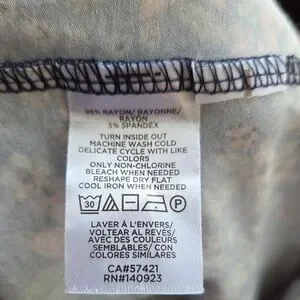 95% RAYON/ RAYONNE/
RAYON
5% SPANDEX
TURN INSIDE OUT
MACHINE WASH COLD
DELICATE CYCLE WITH LIKE
COLORS
ONLY NON-CHLORINE
BLEACH WHEN NEEDED
RESHAPE DRY FLAT
COOL IRON WHEN NEEDED
30 P
LAVER À L'ENVERS/
VOLTEAR AL REVÉS/
AVEC DES COULEURS
SEMBLABLES/ CON
COLORES SIMILARES
CA#57421
RN#140923